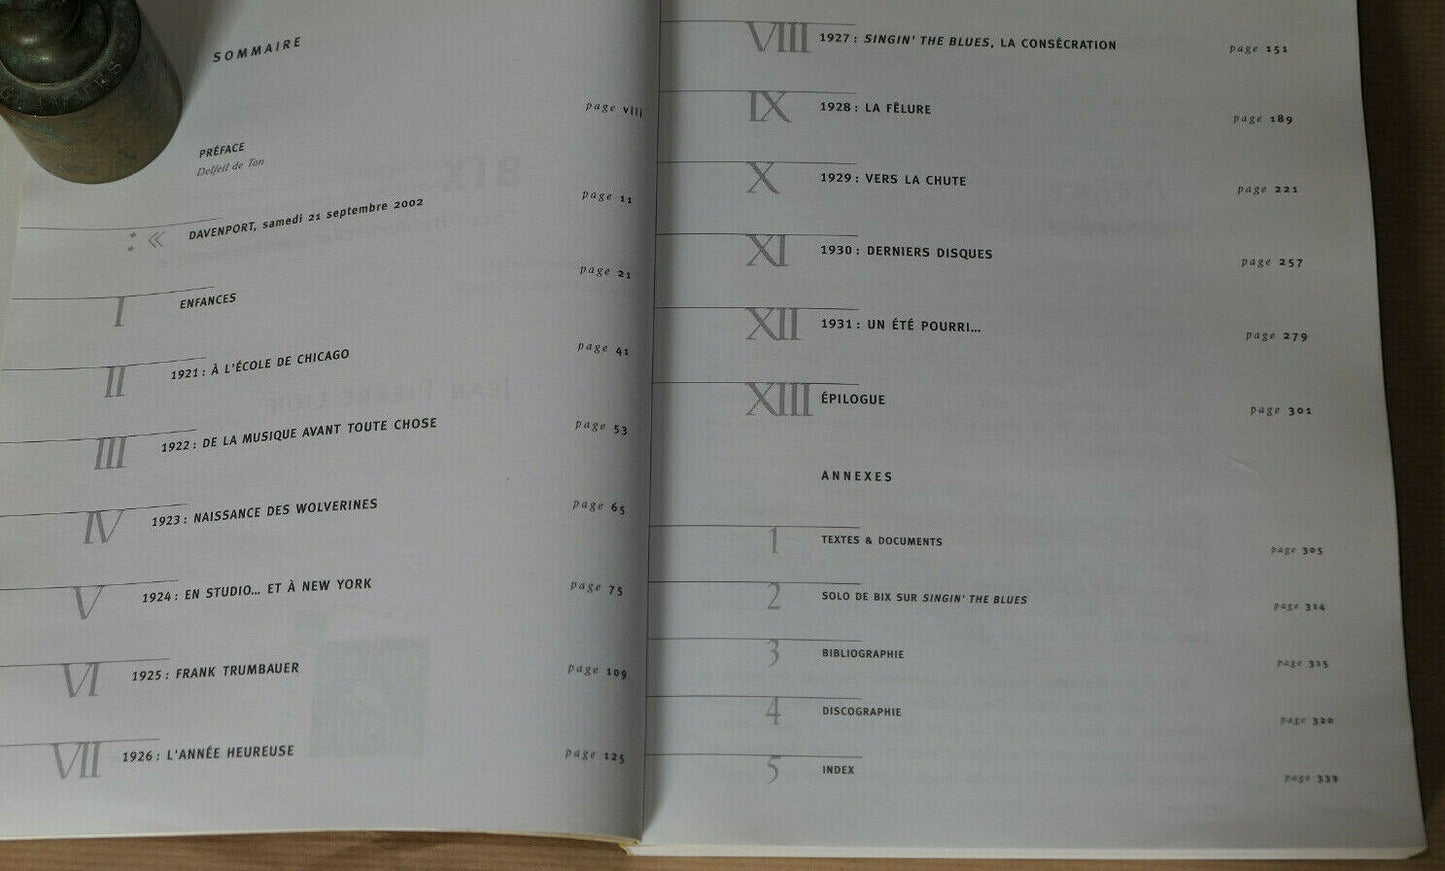 SOMMAIRE
page viii
PRÉFACE
Delfeil de Ton
page 11
: « DAVENPORT, samedi 21 septembre 2002
page 21
I ENFANCES
page 41
II 1921 : À L'ÉCOLE DE CHICAGO
page 53
III 1922 : DE LA MUSIQUE AVANT TOUTE CHOSE
page 65
IV 1923 : NAISSANCE DES WOLVERINES
page 75
V 1924 : EN STUDIO... ET À NEW YORK
page 109
VI 1925 : FRANK TRUMBAUER
page 125
VII 1926 : L'ANNÉE HEUREUSE
VIII 1927 : SINGIN' THE BLUES, LA CONSÉCRATION page 151
IX 1928 : LA FÊLURE page 189
X 1929 : VERS LA CHUTE page 221
XI 1930 : DERNIERS DISQUES page 257
XII 1931 : UN ÉTÉ POURRI... page 279
XIII ÉPILOGUE page 301
ANNEXES
1 TEXTES & DOCUMENTS page 305
2 SOLO DE BIX SUR SINGIN' THE BLUES page 314
3 BIBLIOGRAPHIE page 315
4 DISCOGRAPHIE page 320
5 INDEX page 339